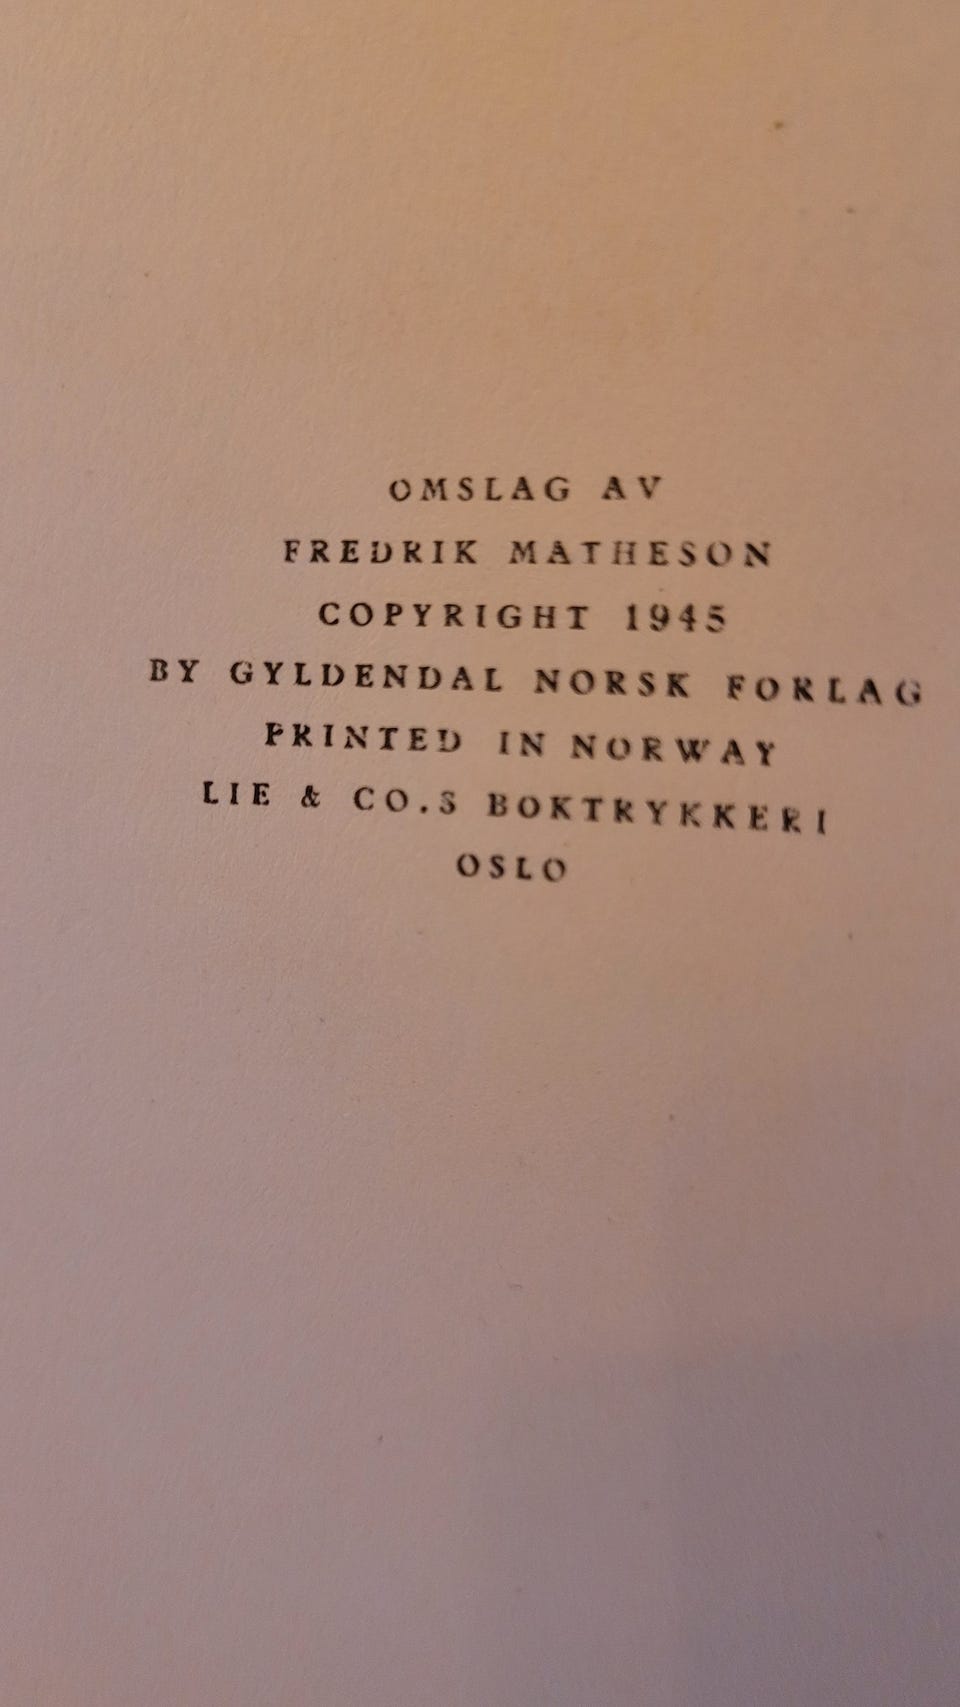 OMSLAG AV
FREDRIK MATHESON
COPYRIGHT 1945
BY GYLDENDAL NORSK FORLAG
PRINTED IN NORWAY
LIE & CO.S BOKTRYKKERI
OSLO